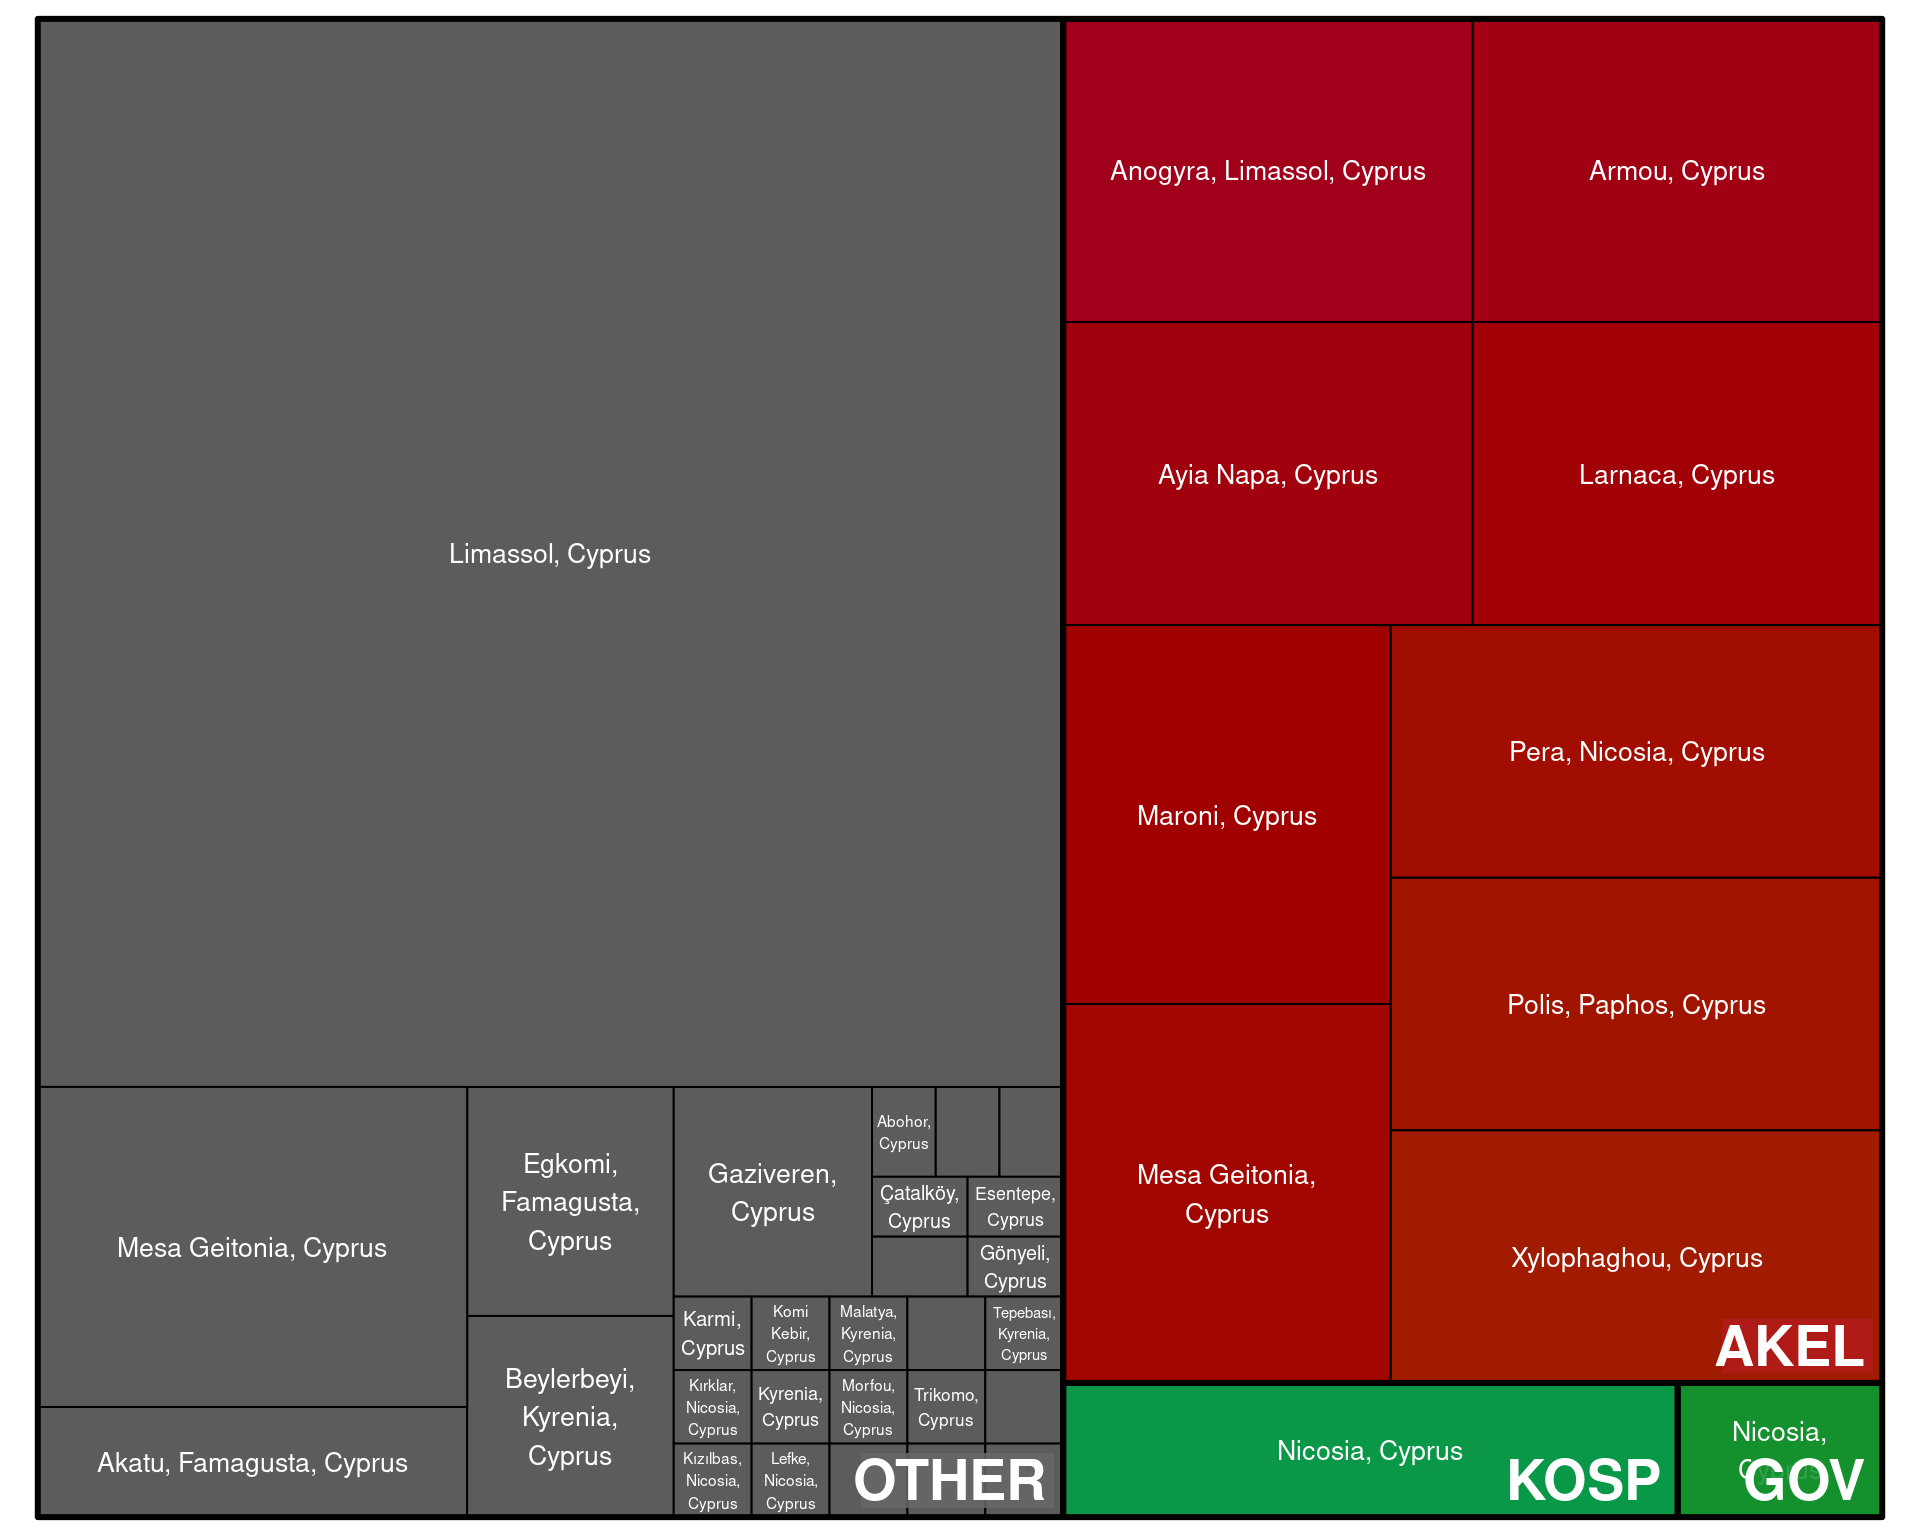 Limassol, Cyprus
Mesa Geitonia, Cyprus
Akatu, Famagusta, Cyprus
Egkomi,
Famagusta,
Cyprus
Beylerbeyi,
Kyrenia,
Cyprus
Gaziveren,
Cyprus
Abohor,
Cyprus
Çatalköy,
Cyprus
Esentepe,
Cyprus
Gönyeli,
Cyprus
Karmi,
Cyprus
Komi
Kebir,
Cyprus
Malatya,
Kyrenia,
Cyprus
Tepebası,
Kyrenia,
Cyprus
Kırklar,
Nicosia,
Cyprus
Kyrenia,
Cyprus
Morfou,
Nicosia,
Cyprus
Trikomo,
Cyprus
Kızılbas,
Nicosia,
Cyprus
Lefke,
Nicosia,
Cyprus
OTHER
Anogyra, Limassol, Cyprus
Armou, Cyprus
Ayia Napa, Cyprus
Larnaca, Cyprus
Maroni, Cyprus
Pera, Nicosia, Cyprus
Polis, Paphos, Cyprus
Mesa Geitonia,
Cyprus
Xylophaghou, Cyprus
AKEL
Nicosia, Cyprus
KOSP
Nicosia,
Cyprus
GOV